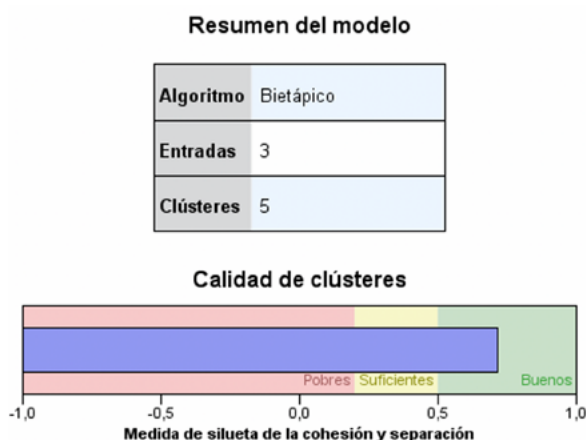 Resumen del modelo
Algoritmo Bietápico
Entradas 3
Clústeres 5
Calidad de clústeres
Pobres Suficientes Buenos
-1,0 -0,5 0,0 0,5 1,0
Medida de silueta de la cohesión y separación